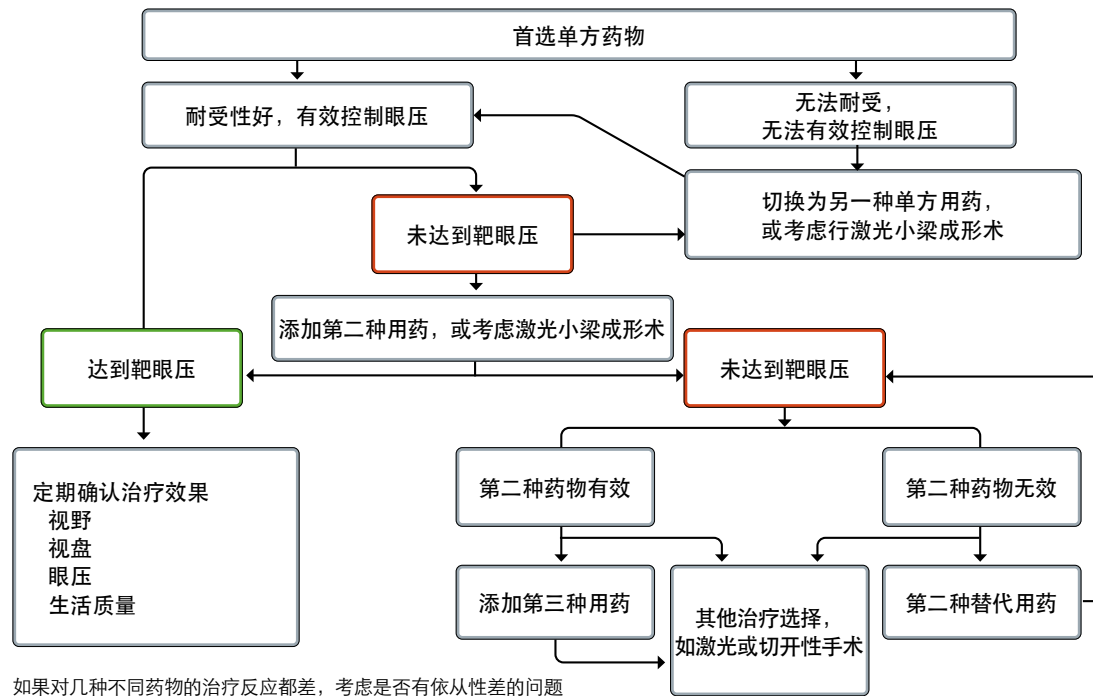 首选单方药物
耐受性好，有效控制眼压
无法耐受，
无法有效控制眼压
切换为另一种单方用药，
或考虑行激光小梁成形术
未达到靶眼压
添加第二种用药，或考虑激光小梁成形术
达到靶眼压
未达到靶眼压
定期确认治疗效果
视野
视盘
眼压
生活质量
第二种药物有效
第二种药物无效
添加第三种用药
其他治疗选择，
如激光或切开性手术
第二种替代用药
如果对几种不同药物的治疗反应都差，考虑是否有依从性差的问题